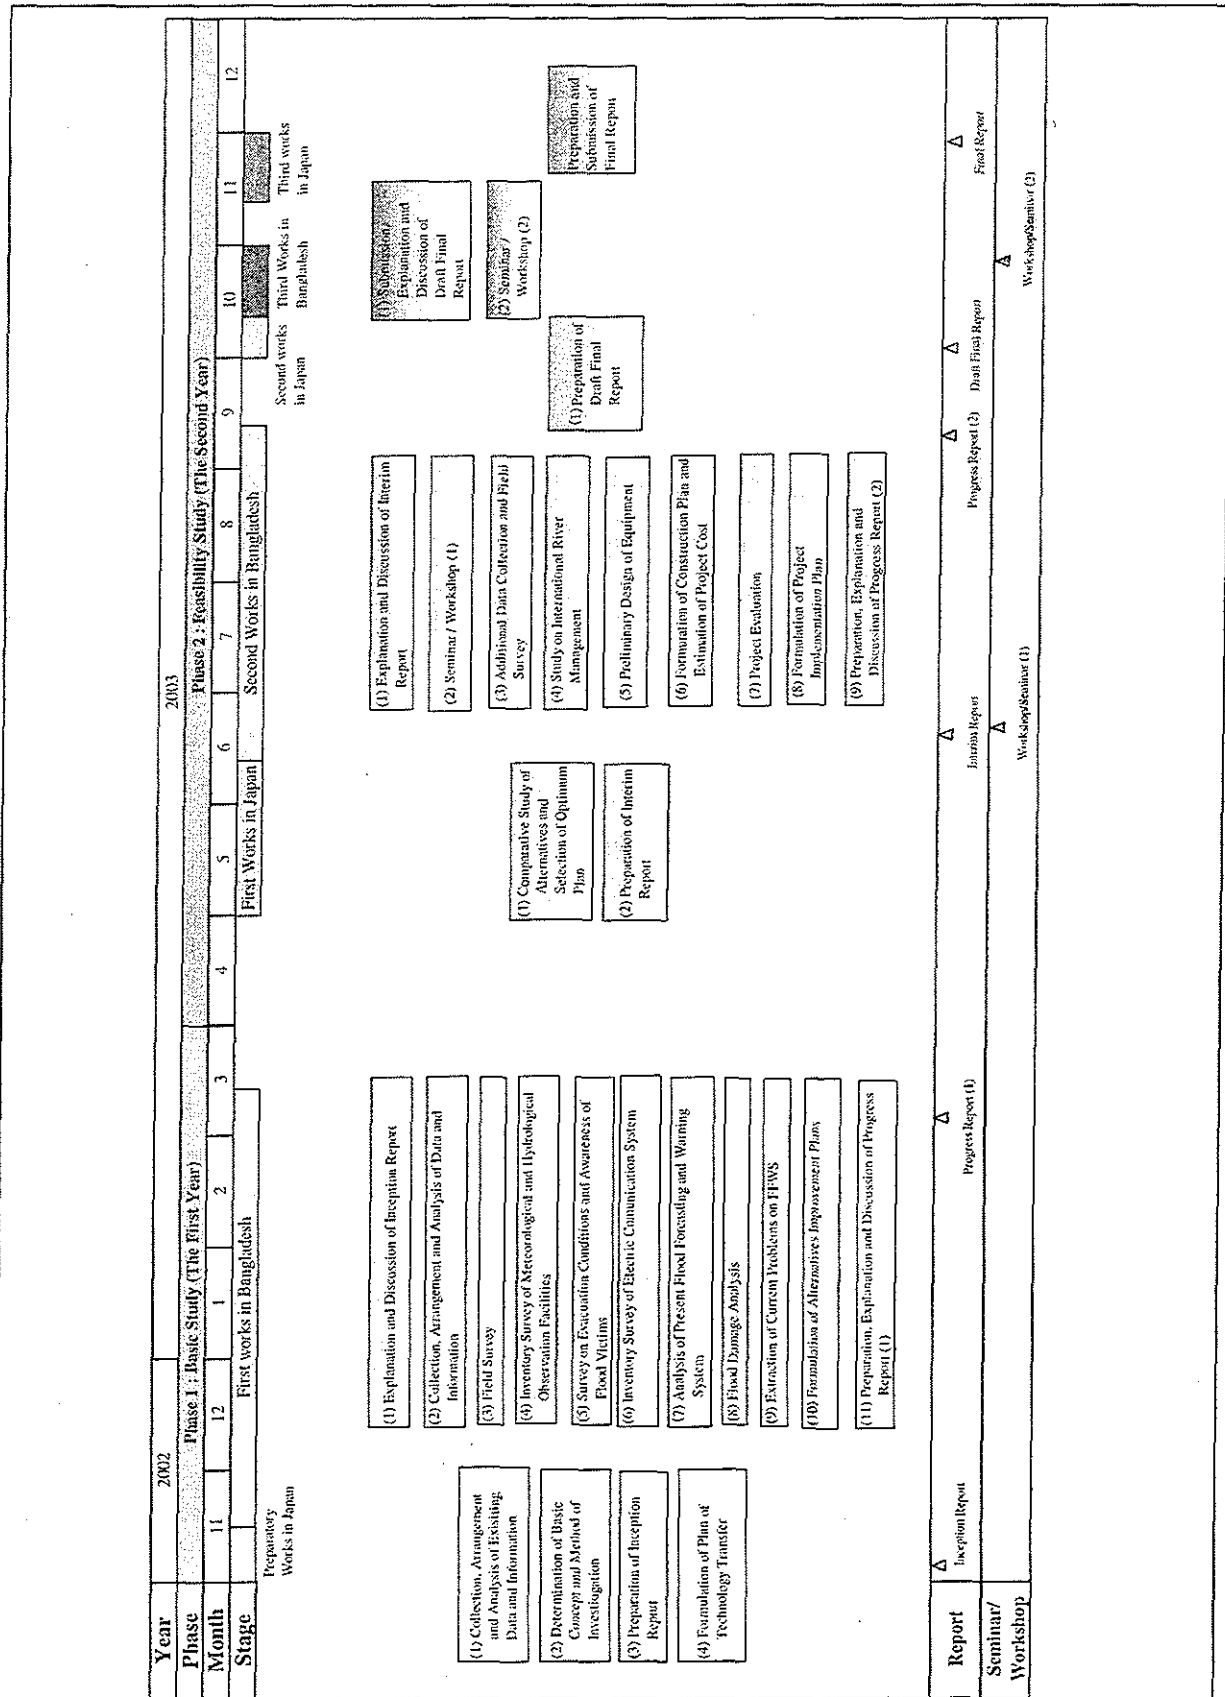 Year
2002
2003
Phase
Phase 1 : Basic Study (The First Year)
Phase 2 : Feasibility Study (The Second Year)
Month
11
12
1
2
3
4
5
6
7
8
9
10
11
12
Stage
First works in Bangladesh
First Works in Japan
Second Works in Bangladesh
Preparatory
Works in Japan
Second works
in Japan
Third Works in
Bangladesh
Third works
in Japan
(1) Collection, Arrangement
and Analysis of Exisiting
Data and Information
(2) Determination of Basic
Concept and Method of
Investiogation
(3) Preparation of Inception
Report
(4) Formulation of Plan of
Technology Transfer
(1) Explanation and Discussion of Inception Report
(2) Collection, Arrangement and Analysis of Data and
Information
(3) Field Survey
(4) Inventory Survey of Meteorological and Hydrological
Observation Facilities
(5) Survey on Evacuation Conditions and Awareness of
Flood Victims
(6) Inventory Survey of Electric Comunication System
(7) Analysis of Present Flood Forcasting and Warning
System
(8) Flood Damage Analysis
(9) Extraction of Current Problems on FFWS
(10) Formulation of Alternatives Improvement Plans
(11) Preparation, Explanation and Discussion of Progress
Report (1)
(1) Comparative Study of
Alternatives and
Selection of Optimum
Plan
(2) Preparation of Interim
Report
(1) Explanation and Discussion of Interim
Report
(2) Seminar / Workshop (1)
(3) Additional Data Collection and Field
Survey
(4) Study on International River
Management
(5) Preliminary Design of Equipment
(6) Formuration of Construction Plan and
Estimation of Project Cost
(7) Project Evaluation
(8) Formulation of Project
Implementation Plan
(9) Preparation, Explanation and
Discussion of Progress Report (2)
(1) Preparation of
Draft Final
Report
(1) Submission,
Explanation and
Discussion of
Draft Final
Report
(2) Seminar /
Workshop (2)
Preparation and
Submission of
Final Report
Report
Inception Report
Progress Report (1)
Interim Report
Progress Report (2)
Draft Final Report
Final Report
Seminar/
Workshop
Workshop/Seminar (1)
Workshop/Seminar (2)